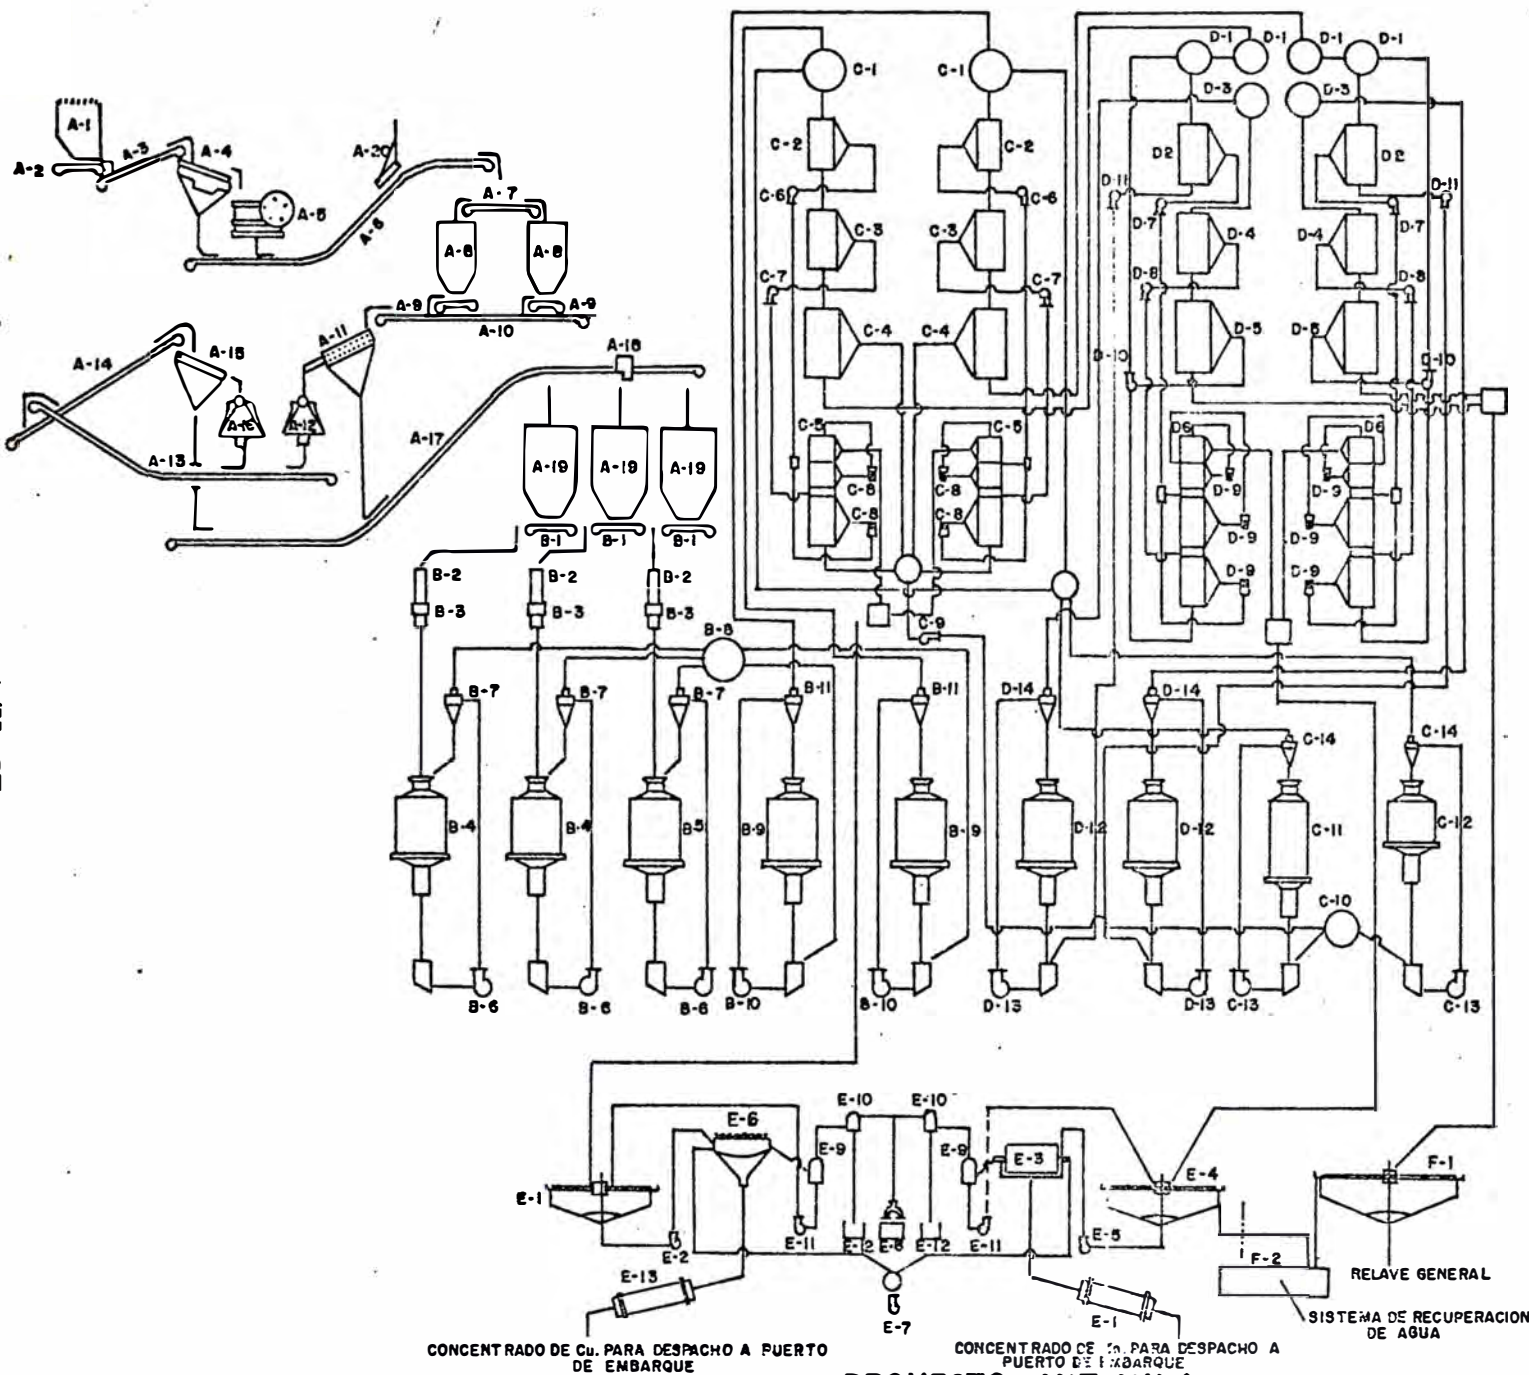 A-1
A-2
A-3
A-4
A-5
A-20
A-6
A-7
A-8
A-8
A-9
A-9
A-10
A-11
A-12
A-13
A-14
A-15
A-17
A-19
A-19
A-19
B-1
B-1
B-1
B-2
B-2
B-2
B-3
B-3
B-3
B-8
B-7
B-7
B-7
B-11
B-11
B-4
B-4
B-5
B-9
B-9
B-6
B-6
B-6
B-10
B-10
C-1
C-1
C-2
C-2
C-6
C-6
C-3
C-3
C-7
C-7
C-4
C-4
C-5
C-5
C-8
C-8
C-8
C-8
C-9
D-1
D-1
D-1
D-1
D-3
D-3
D2
D2
D-11
D-11
D-7
D-7
D-4
D-4
D-8
D-8
D-5
D-5
D-10
D-10
D6
D6
D-9
D-9
D-9
D-9
D-9
D-9
D-14
D-14
C-14
C-14
D-12
D-12
C-11
C-12
C-10
D-13
D-13
C-13
C-13
E-1
E-2
E-6
E-9
E-10
E-10
E-9
E-3
E-4
F-1
E-11
E-12
E-12
E-11
E-5
F-2
E-13
E-7
E-1
RELAVE GENERAL
SISTEMA DE RECUPERACION
DE AGUA
CONCENTRADO DE Cu. PARA DESPACHO A PUERTO
DE EMBARQUE
CONCENTRADO DE PARA DESPACHO A
PUERTO DE EMBARQUE